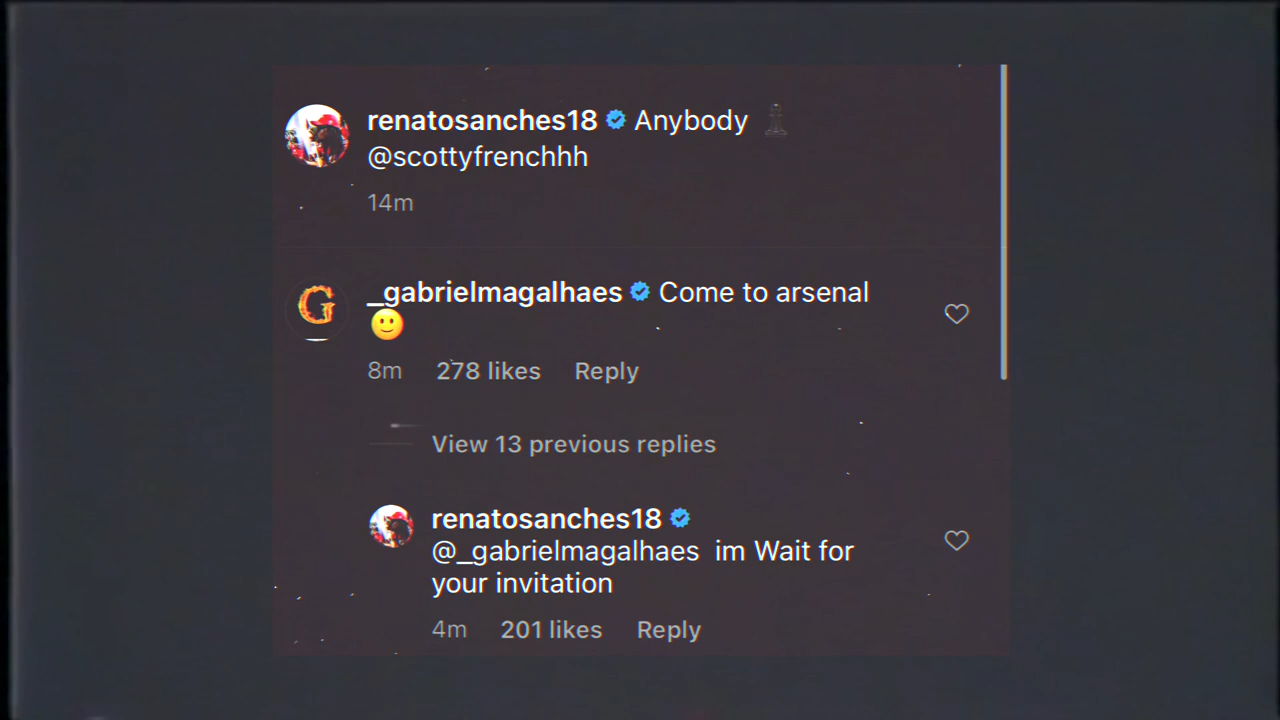 renatosanches18 Anybody ♟
@scottyfrenchhh
14m
G
_gabrielmagalhaes Come to arsenal
🙂
8m 278 likes Reply
View 13 previous replies
renatosanches18
@_gabrielmagalhaes im Wait for
your invitation
4m 201 likes Reply